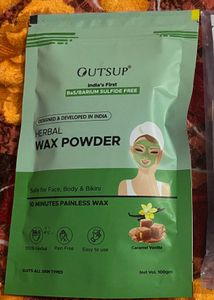 OUTSUP®
India's First
BaS/BARIUM SULFIDE FREE
DESIGNED & DEVELOPED IN INDIA
HERBAL
WAX POWDER
Safe for Face, Body & Bikini
10 MINUTES PAINLESS WAX
100% Herbal
Pain Free
Easy to use
Caramel Vanilla
SUITS ALL SKIN TYPES
Net Wt. 100gm